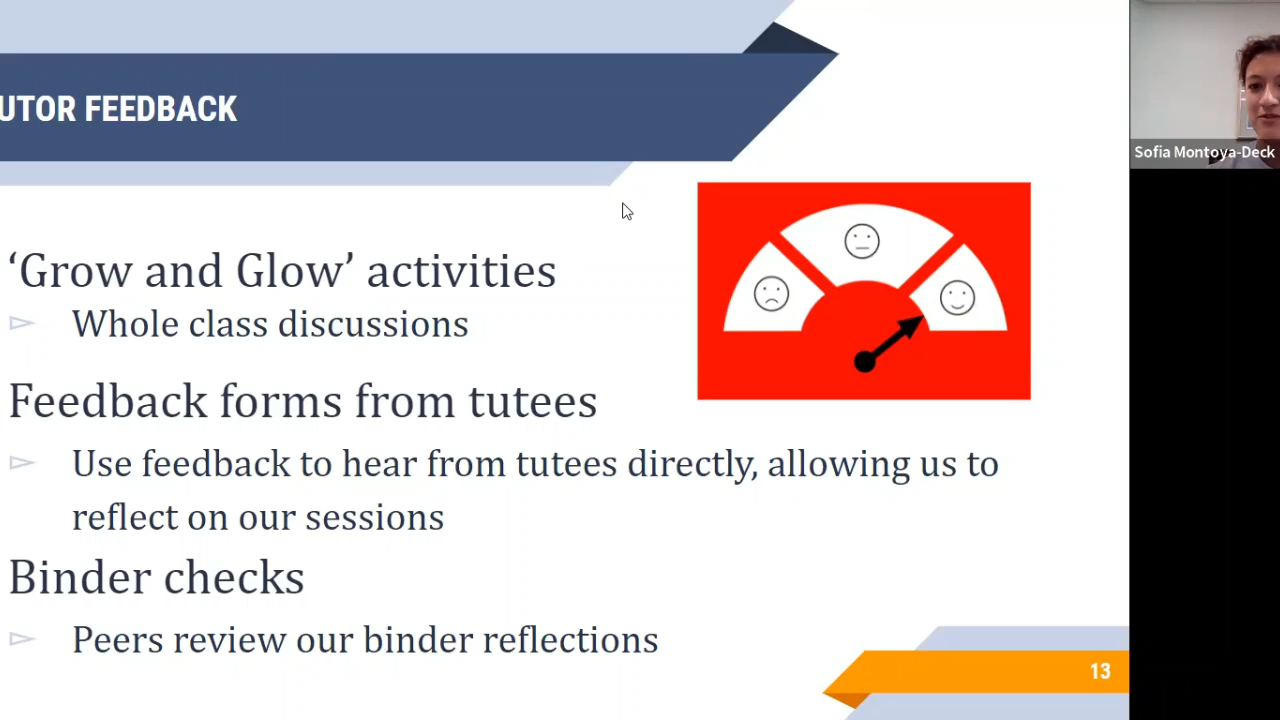 UTOR FEEDBACK
Sofia Montoya-Deck
‘Grow and Glow’ activities
Whole class discussions
Feedback forms from tutees
Use feedback to hear from tutees directly, allowing us to
reflect on our sessions
Binder checks
Peers review our binder reflections
13